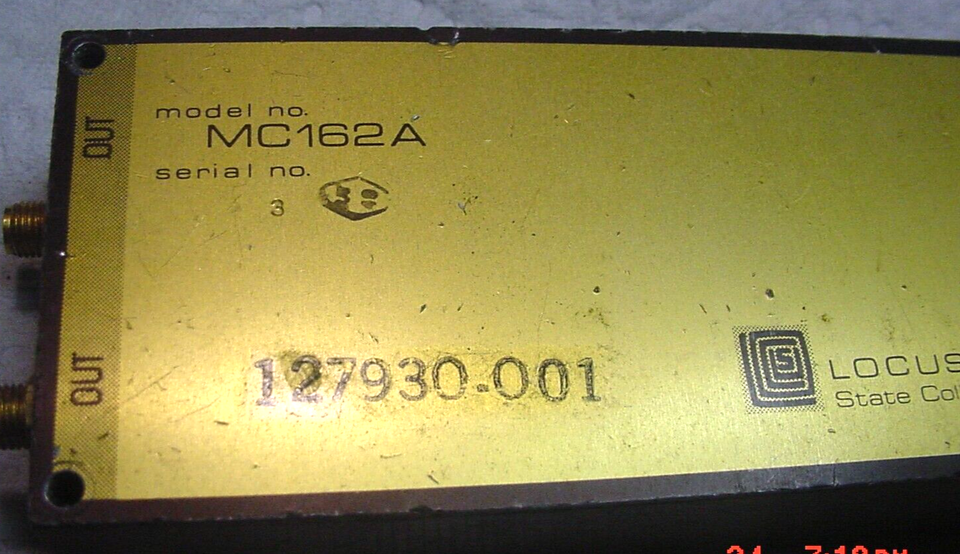 OUT
model no.
MC162A
serial no.
3
OUT
127930-001
LOCUS
State Col